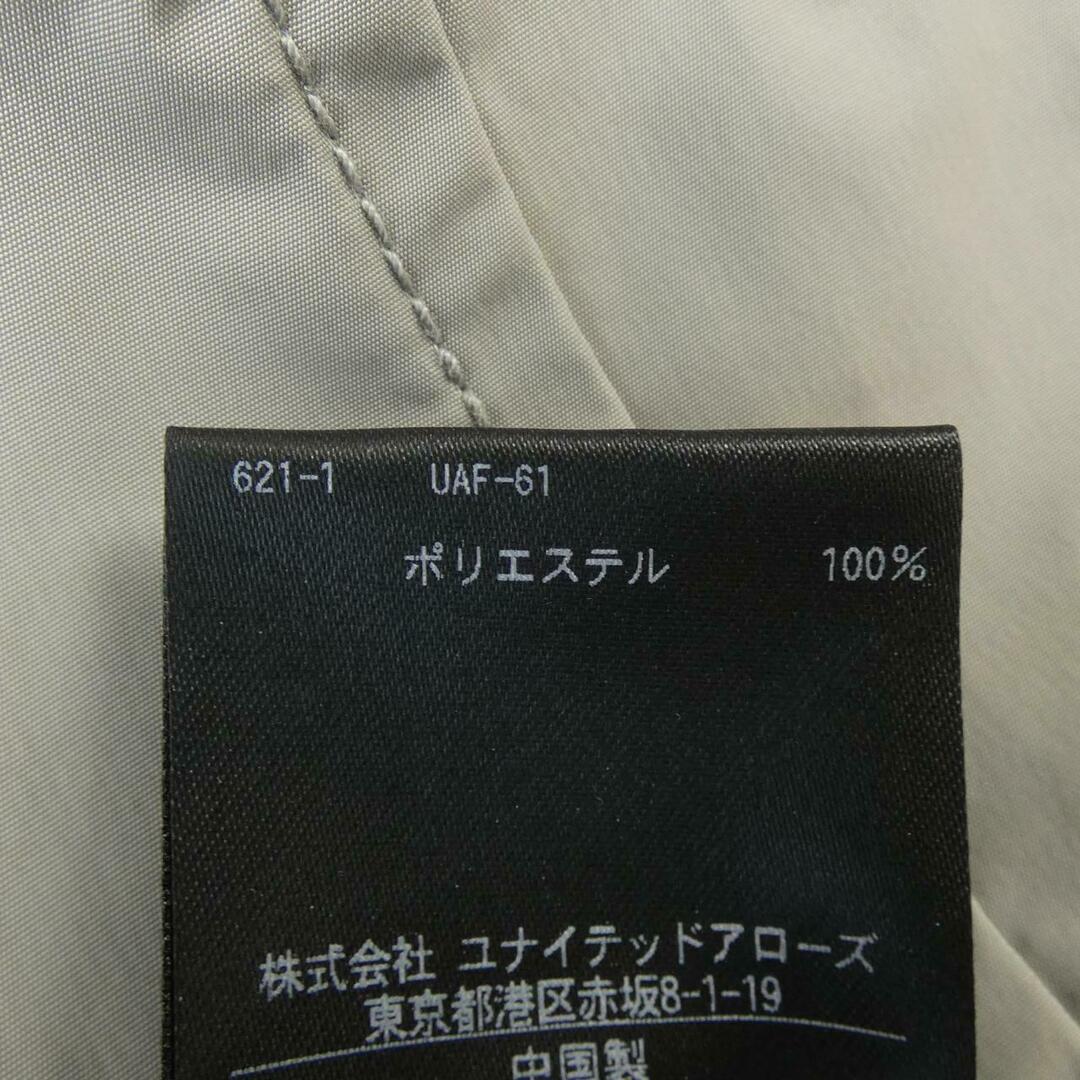 621-1 UAF-61
ポリエステル 100%
株式会社 ユナイテッドアローズ
東京都港区赤坂8-1-19
中国製